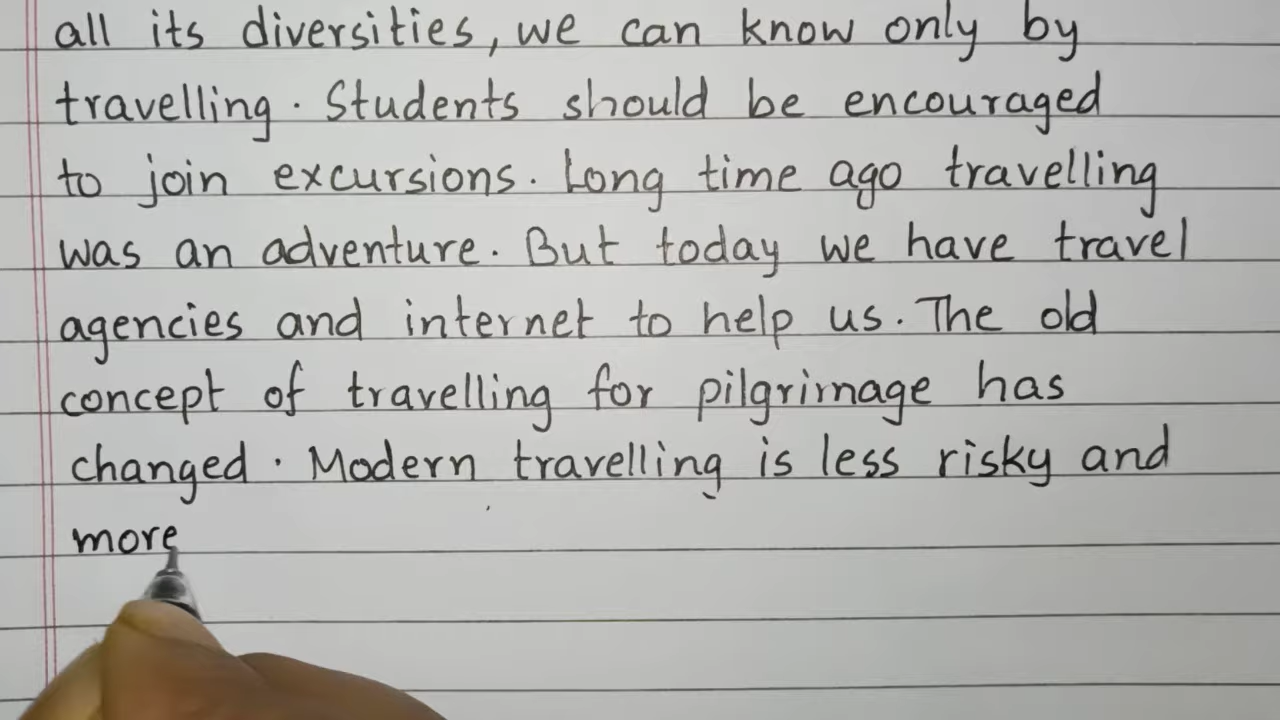 all its diversities, we can know only by
travelling. Students should be encouraged
to join excursions. Long time ago travelling
was an adventure. But today we have travel
agencies and internet to help us. The old
concept of travelling for pilgrimage has
changed. Modern travelling is less risky and
more